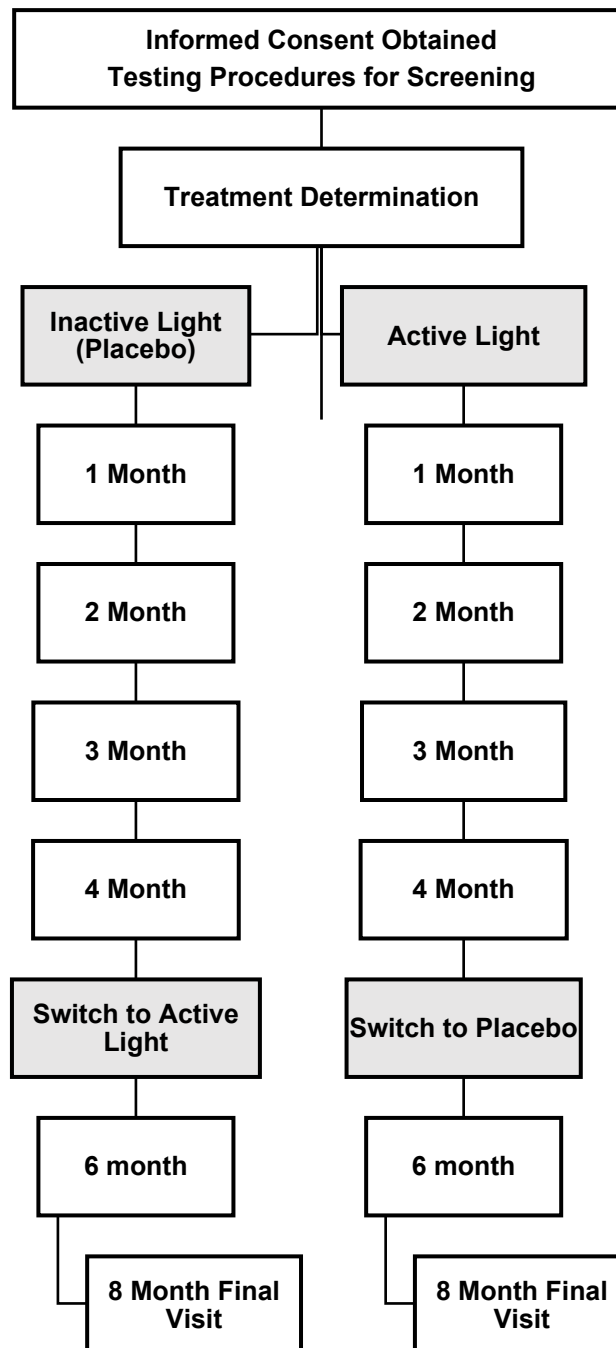 Informed Consent Obtained
Testing Procedures for Screening
Treatment Determination
Inactive Light
(Placebo)
Active Light
1 Month
1 Month
2 Month
2 Month
3 Month
3 Month
4 Month
4 Month
Switch to Active
Light
Switch to Placebo
6 month
6 month
8 Month Final
Visit
8 Month Final
Visit